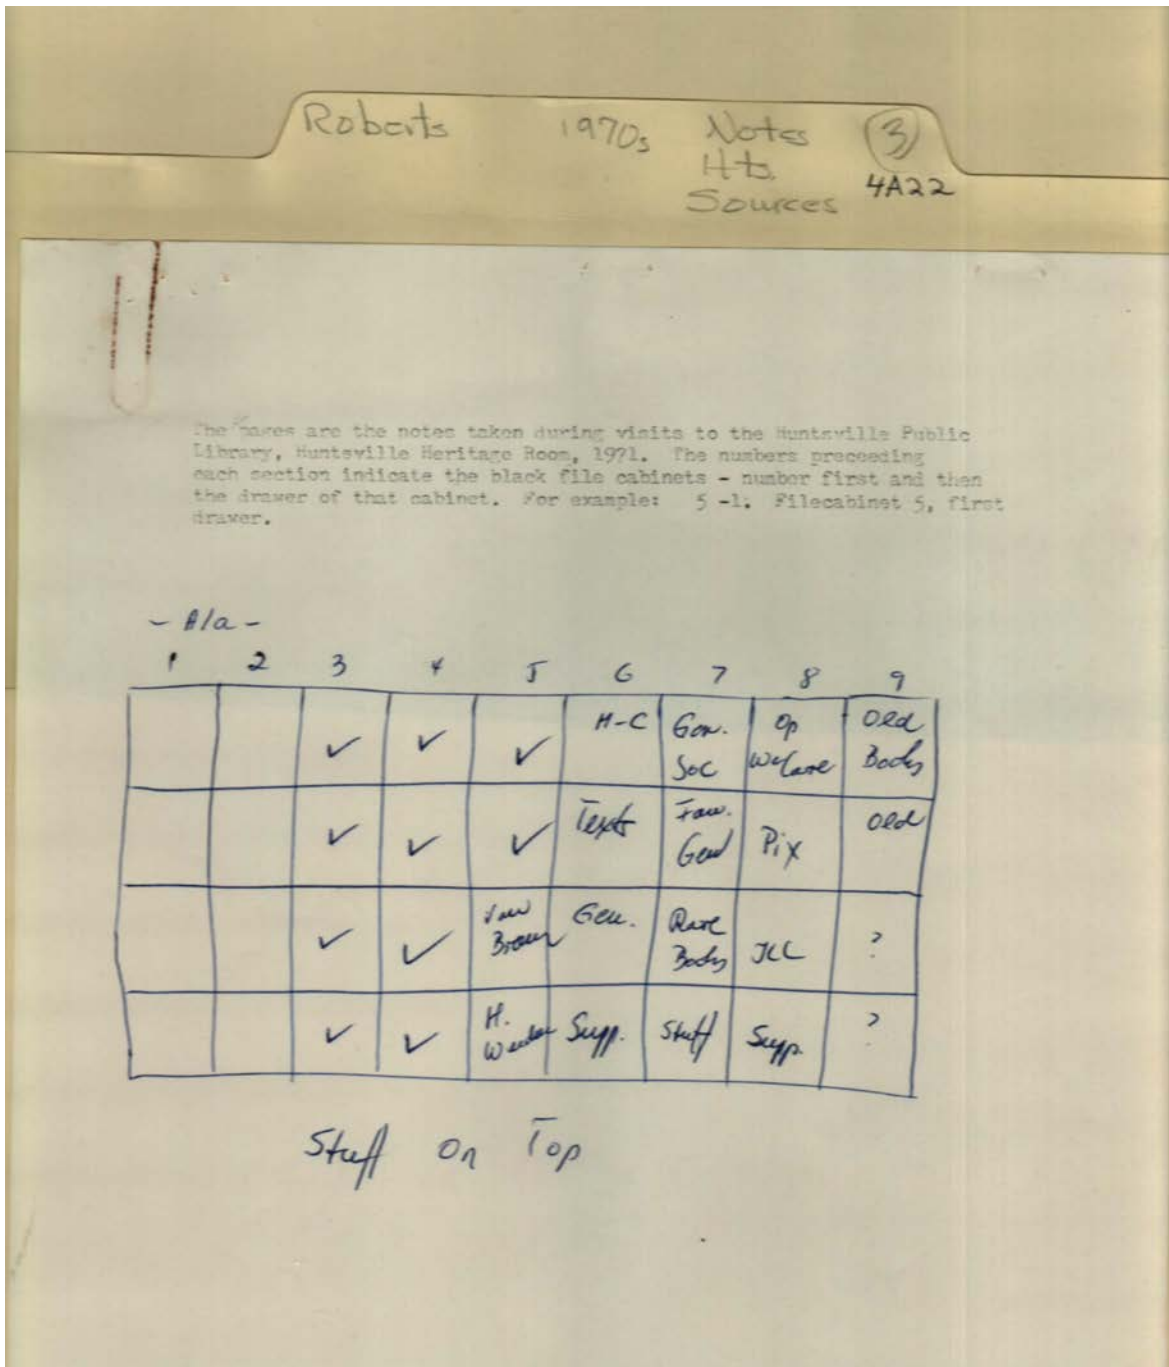 Roberts 1970s Notes 3
Hts.
Sources 4A22
The pages are the notes taken during visits to the Huntsville Public
Library, Huntsville Heritage Room, 1971. The numbers preceeding
each section indicate the black file cabinets - number first and then
the drawer of that cabinet. For example: 5 -1; Filecabinet 5, first
drawer.
- Ala -
1 2 3 4 5 6 7 8 9
✓ ✓ ✓ H-C Gov. Op Old
Soc Welfare Books
✓ ✓ ✓ Texts Fam. Pix Old
Gen
✓ ✓ Von Gen. Rare JCL ?
Braun Books
✓ ✓ H. Supp. Stuff Supp. ?
Stuff On Top